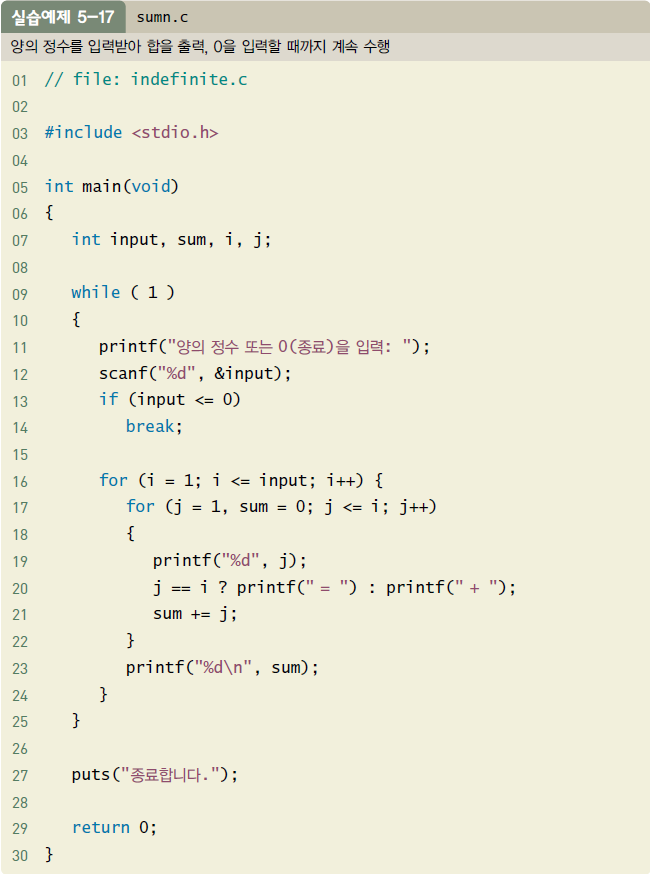 실습예제 5-17 sumn.c
양의 정수를 입력받아 합을 출력, 0을 입력할 때까지 계속 수행
01 // file: indefinite.c
02
03 #include <stdio.h>
04
05 int main(void)
06 {
07 int input, sum, i, j;
08
09 while ( 1 )
10 {
11 printf("양의 정수 또는 0(종료)을 입력: ");
12 scanf("%d", &input);
13 if (input <= 0)
14 break;
15
16 for (i = 1; i <= input; i++) {
17 for (j = 1, sum = 0; j <= i; j++)
18 {
19 printf("%d", j);
20 j == i ? printf(" = ") : printf(" + ");
21 sum += j;
22 }
23 printf("%d\n", sum);
24 }
25 }
26
27 puts("종료합니다.");
28
29 return 0;
30 }